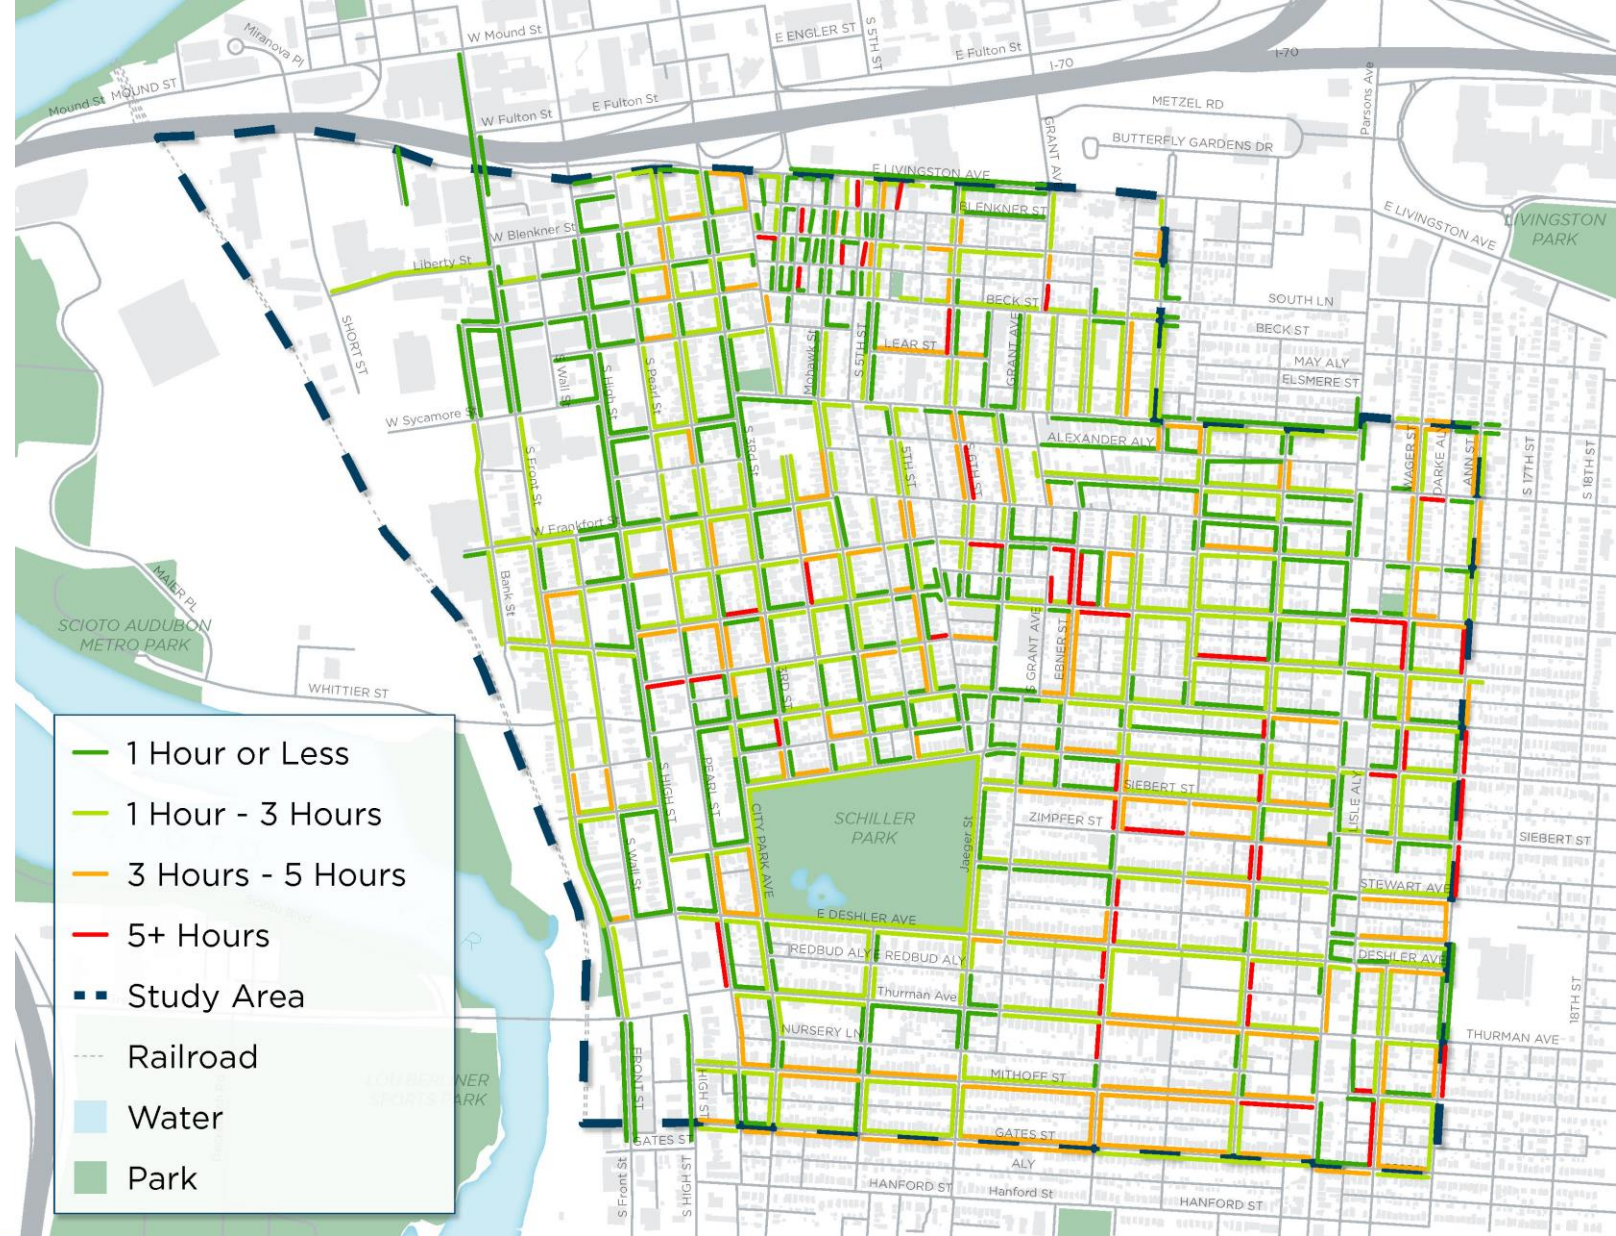 Miranova Pl
W Mound St
E ENGLER ST
S 5TH ST
E Fulton St
I-70
I-70
Mound St
MOUND ST
W Fulton St
E Fulton St
METZEL RD
Parsons Ave
GRANT AV
BUTTERFLY GARDENS DR
E LIVINGSTON AVE
BLENKNER ST
E LIVINGSTON AVE
LIVINGSTON
PARK
W Blenkner St
Liberty St
BECK ST
SOUTH LN
BECK ST
SHORT ST
S Wall St
S High St
S Pearl St
Mohawk St
S 5TH ST
LEAR ST
GRANT AVE
MAY ALY
ELSMERE ST
W Sycamore St
S Front St
S 3Rd St
5TH ST
S 6TH ST
ALEXANDER ALY
WAGER ST
DARKE ALY
ANN ST
S 17TH ST
S 18TH ST
W Frankfort St
Bank St
MAIER PL
SCIOTO AUDUBON
METRO PARK
S GRANT AVE
EBNER ST
WHITTIER ST
3RD ST
1 Hour or Less
1 Hour - 3 Hours
3 Hours - 5 Hours
5+ Hours
Study Area
Railroad
Water
Park
S HIGH ST
PEARL ST
CITY PARK AVE
SCHILLER
PARK
Jaeger St
SIEBERT ST
ZIMPFER ST
LISLE ALY
SIEBERT ST
S Wall St
STEWART AVE
E DESHLER AVE
REDBUD ALY
E REDBUD ALY
DESHLER AVE
Thurman Ave
18TH ST
NURSERY LN
THURMAN AVE
FRONT ST
HIGH ST
MITHOFF ST
GATES ST
GATES ST
ALY
S Front St
S HIGH ST
HANFORD ST
Hanford St
HANFORD ST